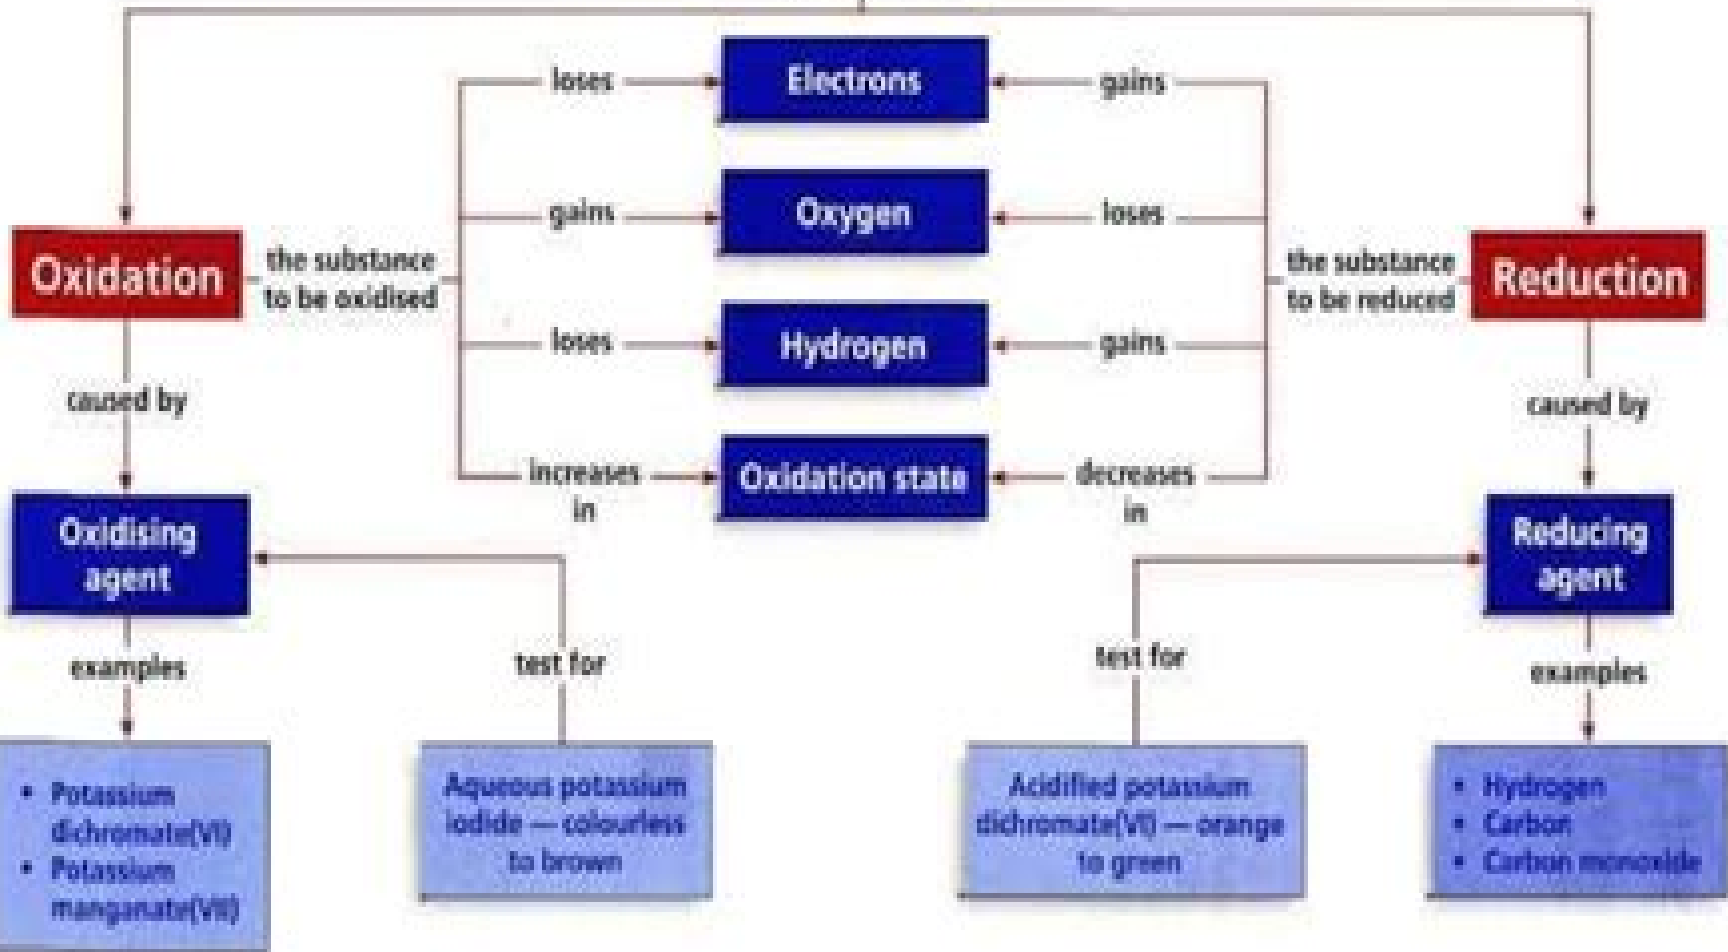 loses
Electrons
gains
gains
Oxygen
loses
Oxidation
the substance
to be oxidised
the substance
to be reduced
Reduction
loses
Hydrogen
gains
caused by
caused by
increases
in
Oxidation state
decreases
in
Oxidising
agent
Reducing
agent
examples
test for
test for
examples
• Potassium
dichromate(VI)
• Potassium
manganate(VII)
Aqueous potassium
iodide — colourless
to brown
Acidified potassium
dichromate(VI) — orange
to green
• Hydrogen
• Carbon
• Carbon monoxide